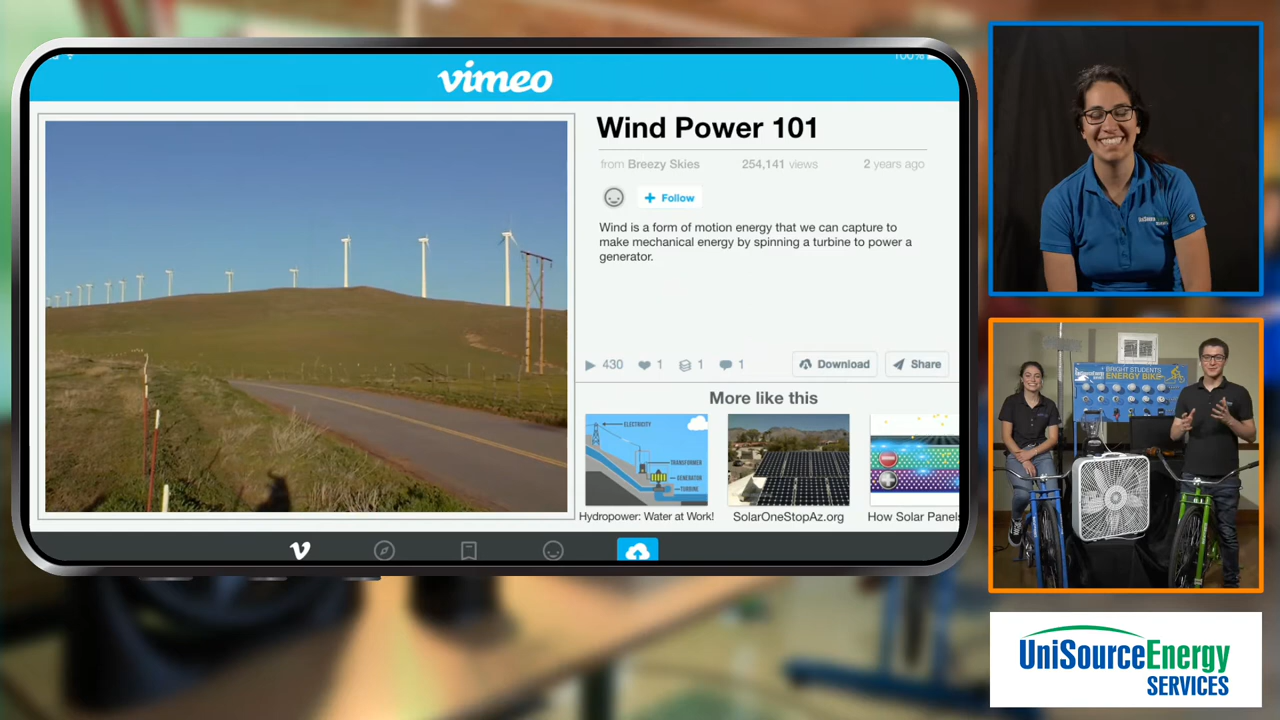 100%
vimeo
Wind Power 101
from Breezy Skies 254,141 views 2 years ago
+ Follow
Wind is a form of motion energy that we can capture to
make mechanical energy by spinning a turbine to power a
generator.
430 1 1 1 Download Share
More like this
ELECTRICITY
TRANSFORMER
GENERATOR
TURBINE
Hydropower: Water at Work! SolarOneStopAz.org How Solar Panels
BRIGHT STUDENTS
ENERGY BIKE
UniSourceEnergy
SERVICES